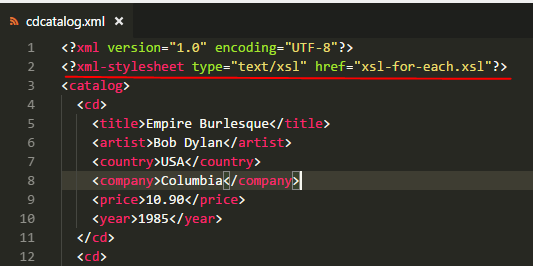 cdcatalog.xml ×
1 <?xml version="1.0" encoding="UTF-8"?>
2 <?xml-stylesheet type="text/xsl" href="xsl-for-each.xsl"?>
3 <catalog>
4 <cd>
5 <title>Empire Burlesque</title>
6 <artist>Bob Dylan</artist>
7 <country>USA</country>
8 <company>Columbia</company>
9 <price>10.90</price>
10 <year>1985</year>
11 </cd>
12 <cd>